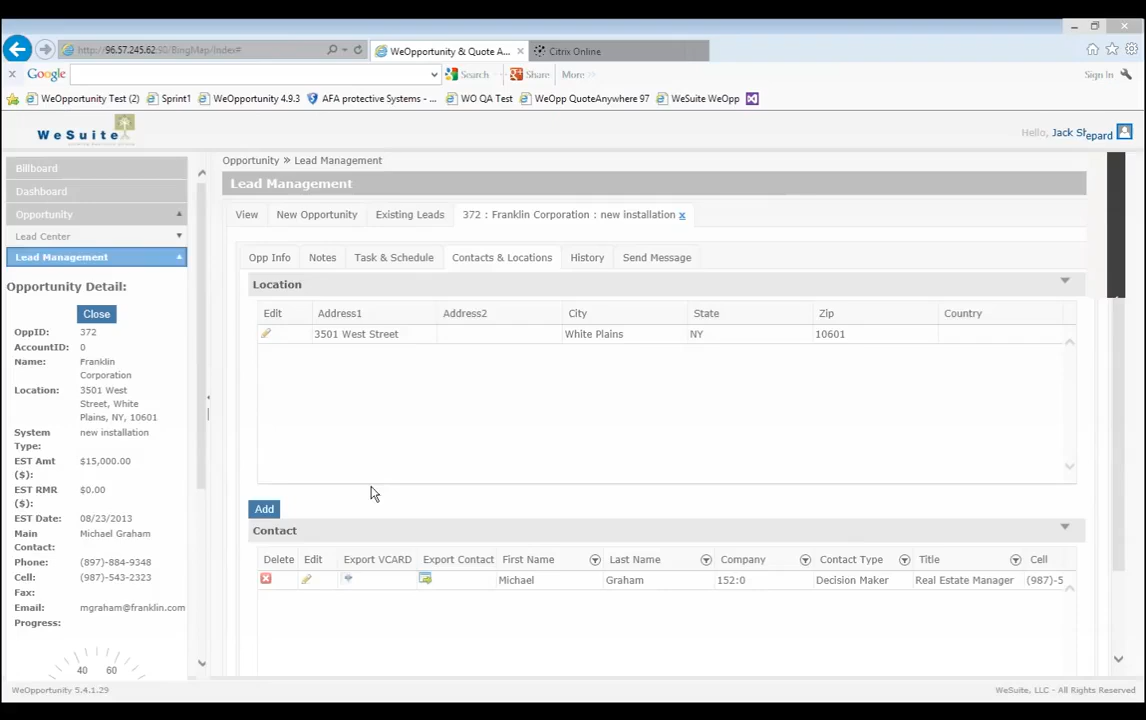 http://96.57.245.62:90/BingMap/Index#
WeOpportunity & Quote A... ×
Citrix Online
x Google Search Share More >> Sign In
WeOpportunity Test (2) Sprint1 WeOpportunity 4.9.3 AFA protective Systems - ... WO QA Test WeOpp QuoteAnywhere 97 WeSuite WeOpp
WeSuite
Hello, Jack Shepard
Billboard
Dashboard
Opportunity
Lead Center
Lead Management
Opportunity Detail:
Close
OppID: 372
AccountID: 0
Name: Franklin
Corporation
Location: 3501 West
Street, White
Plains, NY, 10601
System new installation
Type:
EST Amt $15,000.00
($):
EST RMR $0.00
($):
EST Date: 08/23/2013
Main Michael Graham
Contact:
Phone: (897)-884-9348
Cell: (987)-543-2323
Fax:
Email: mgraham@franklin.com
Progress:
40 60
Opportunity » Lead Management
Lead Management
View New Opportunity Existing Leads 372 : Franklin Corporation : new installation x
Opp Info Notes Task & Schedule Contacts & Locations History Send Message
Location
Edit Address1 Address2 City State Zip Country
3501 West Street White Plains NY 10601
Add
Contact
Delete Edit Export VCARD Export Contact First Name Last Name Company Contact Type Title Cell
Michael Graham 152:0 Decision Maker Real Estate Manager (987)-5
WeOpportunity 5.4.1.29
WeSuite, LLC - All Rights Reserved